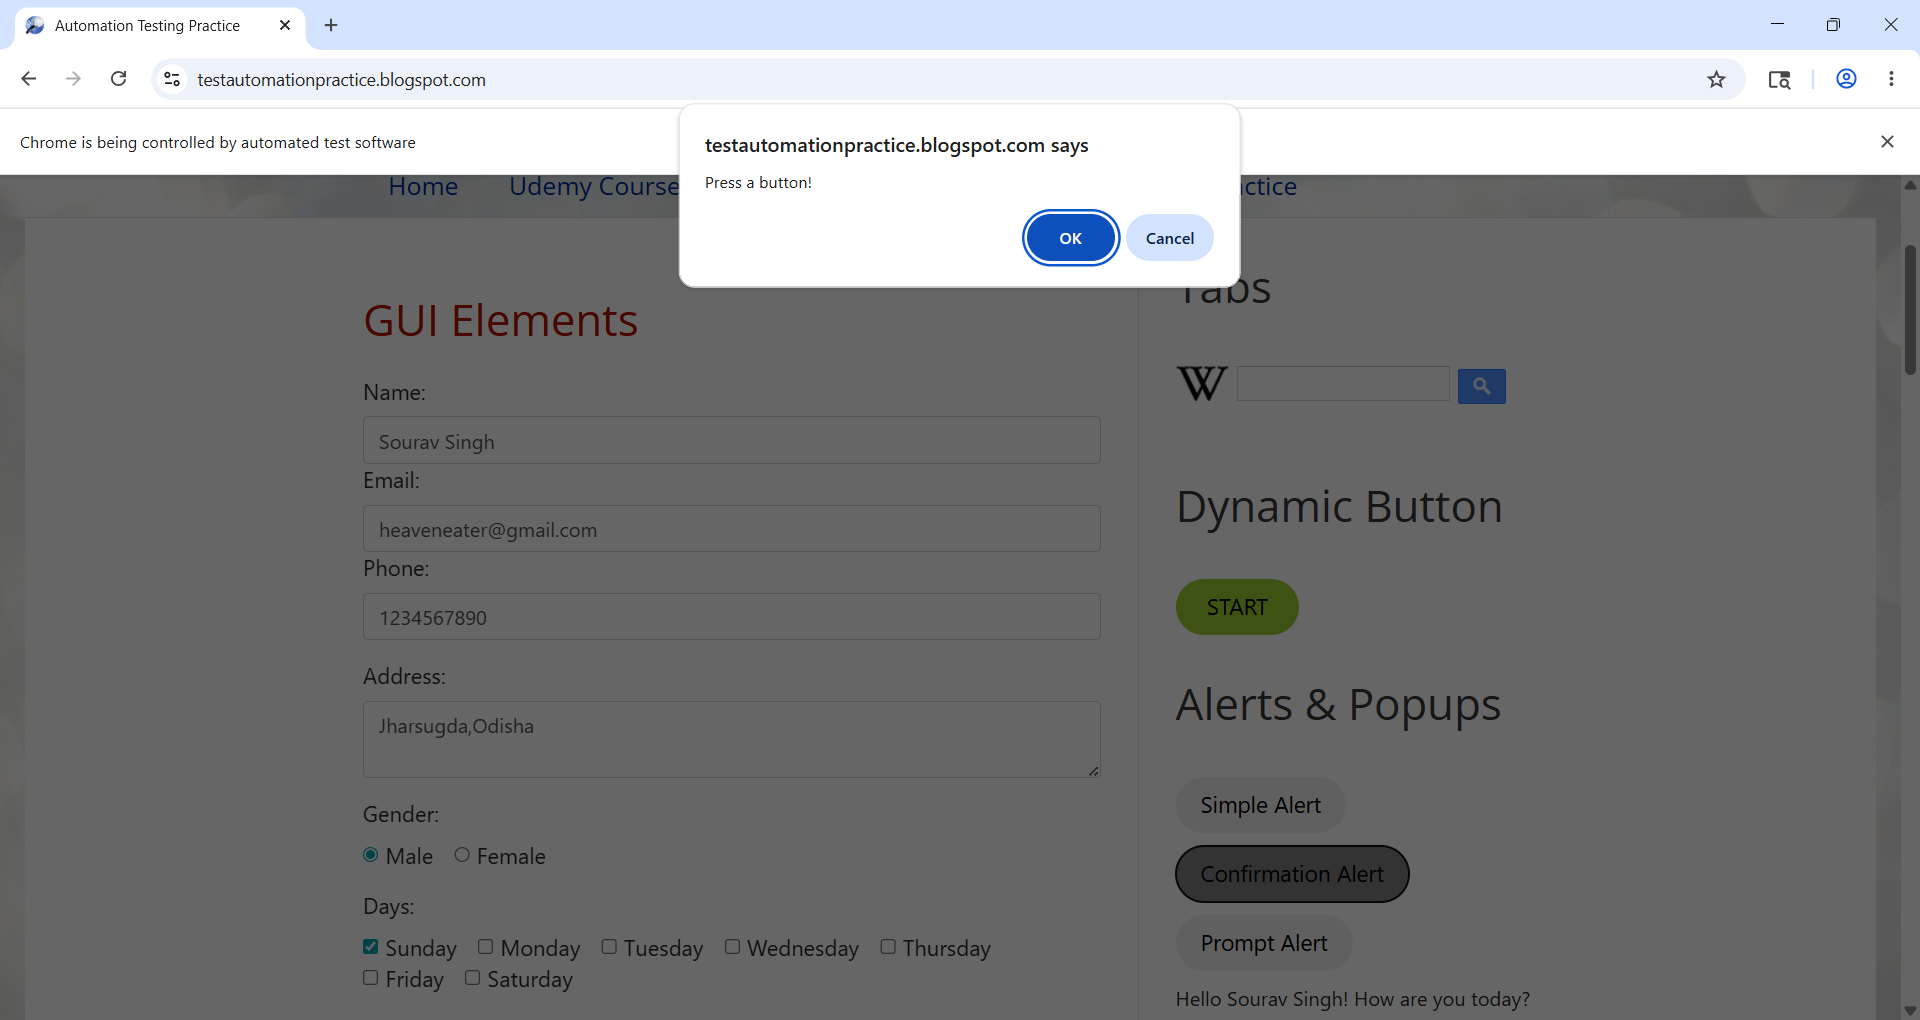 Automation Testing Practice
testautomationpractice.blogspot.com
Chrome is being controlled by automated test software
testautomationpractice.blogspot.com says
Press a button!
OK
Cancel
Home
Udemy Course
GUI Elements
Name:
Sourav Singh
Email:
heaveneater@gmail.com
Phone:
1234567890
Address:
Jharsugda,Odisha
Gender:
Male Female
Days:
Sunday Monday Tuesday Wednesday Thursday
Friday Saturday
Tabs
W
Dynamic Button
START
Alerts & Popups
Simple Alert
Confirmation Alert
Prompt Alert
Hello Sourav Singh! How are you today?